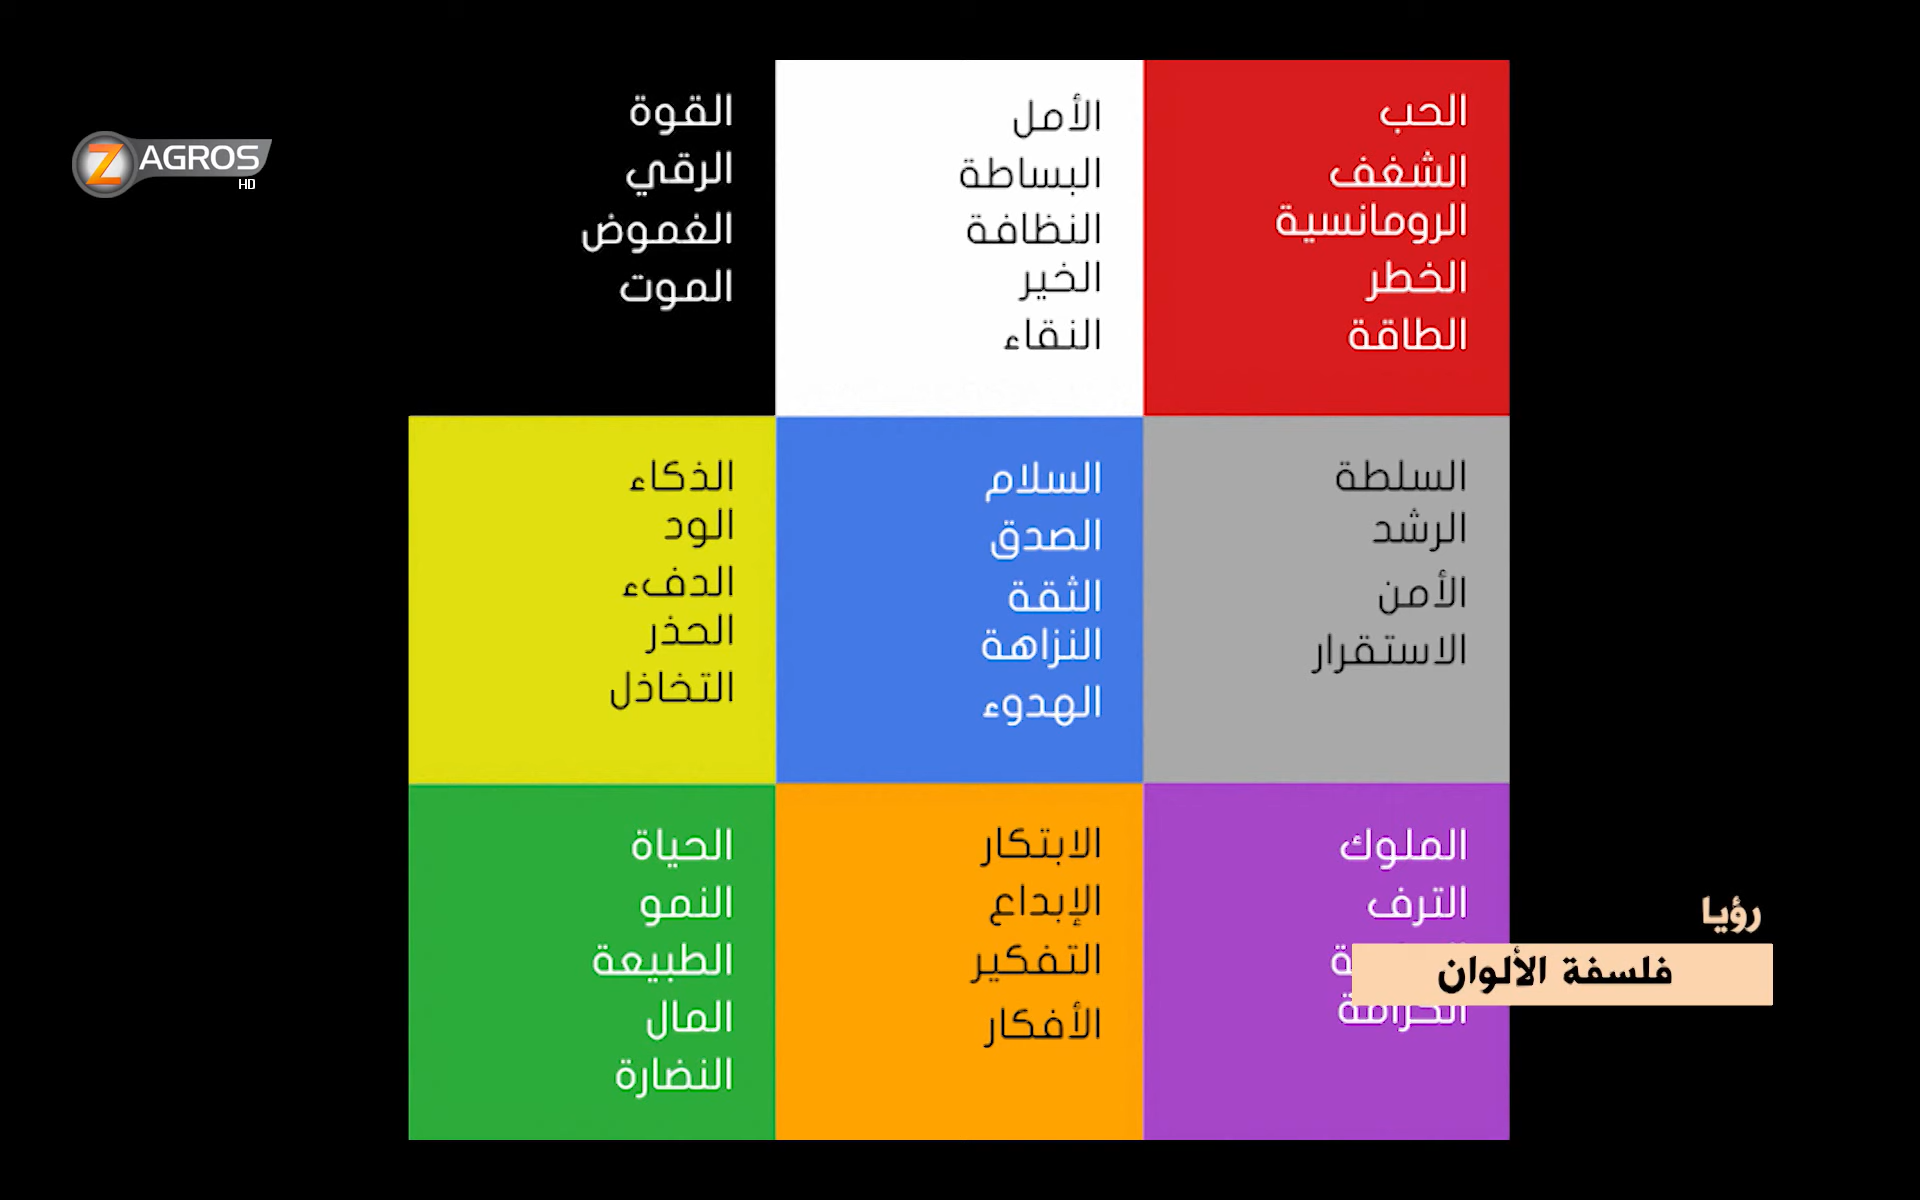 الحب
الشغف
الرومانسية
الخطر
الطاقة
الأمل
البساطة
النظافة
الخير
النقاء
القوة
الرقي
الغموض
الموت
السلطة
الرشد
الأمن
الاستقرار
السلام
الصدق
الثقة
النزاهة
الهدوء
الذكاء
الود
الدفء
الحذر
التخاذل
الملوك
الترف
الكرامة
الابتكار
الإبداع
التفكير
الأفكار
الحياة
النمو
الطبيعة
المال
النضارة
ZAGROS
HD
رؤيا
فلسفة الألوان